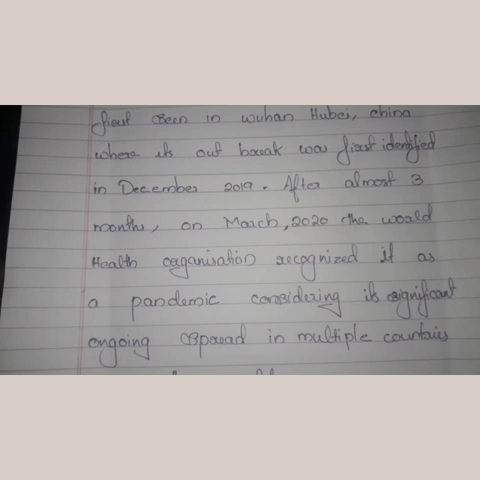 first seen in wuhan Hubei, china
where its out break was first identified
in December 2019. After almost 3
months, on March, 2020 the world
Health organisation recognized it as
a pandemic considering its significant
ongoing spread in multiple countries